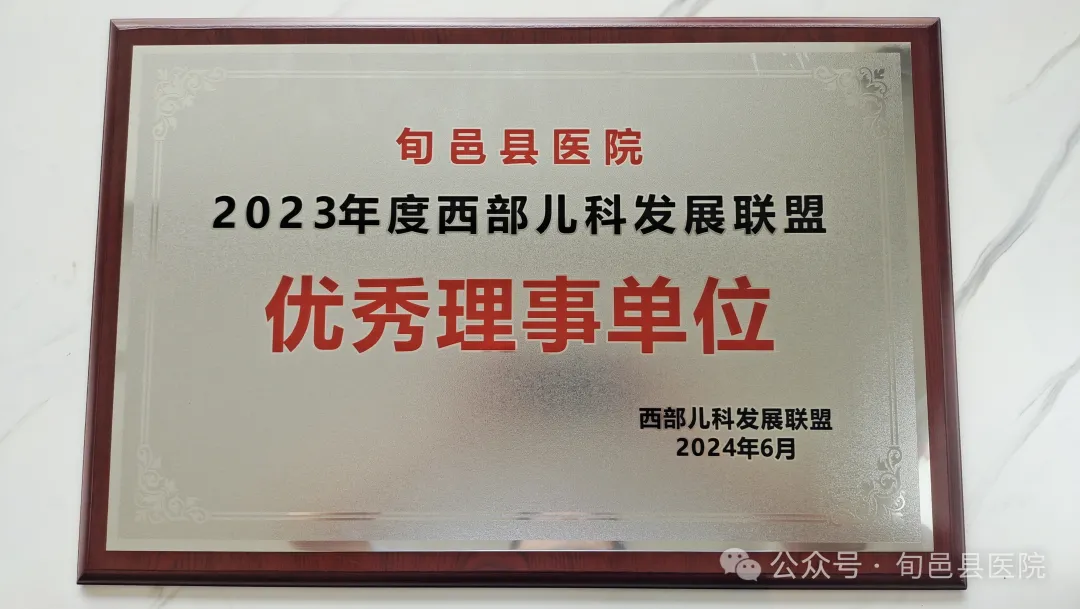 旬邑县医院
2023年度西部儿科发展联盟
优秀理事单位
西部儿科发展联盟
2024年6月
公众号·旬邑县医院